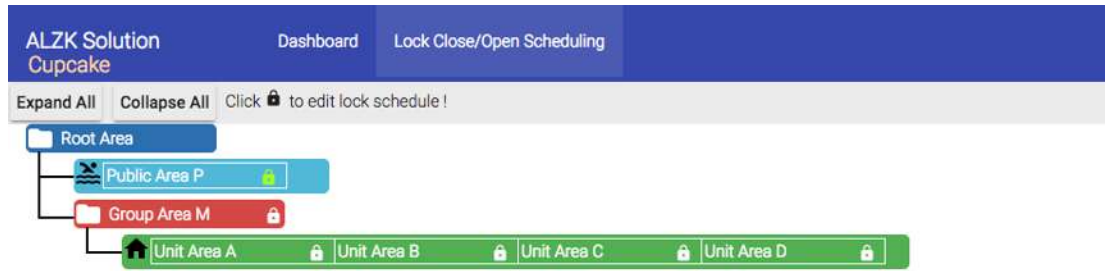 ALZK Solution
Cupcake
Dashboard
Lock Close/Open Scheduling
Expand All
Collapse All
Click to edit lock schedule !
Root Area
Public Area P
Group Area M
Unit Area A
Unit Area B
Unit Area C
Unit Area D